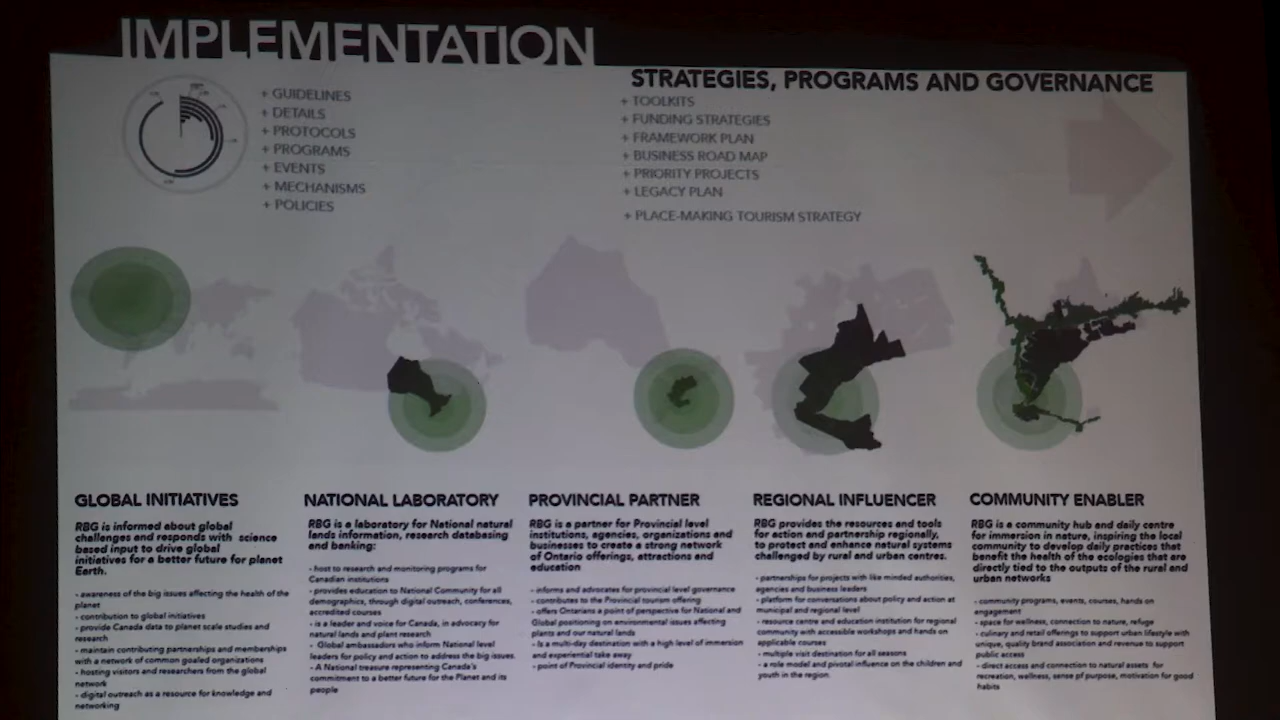 IMPLEMENTATION
+ GUIDELINES
+ DETAILS
+ PROTOCOLS
+ PROGRAMS
+ EVENTS
+ MECHANISMS
+ POLICIES
STRATEGIES, PROGRAMS AND GOVERNANCE
+ TOOLKITS
+ FUNDING STRATEGIES
+ FRAMEWORK PLAN
+ BUSINESS ROAD MAP
+ PRIORITY PROJECTS
+ LEGACY PLAN
+ PLACE-MAKING TOURISM STRATEGY
GLOBAL INITIATIVES
RBG is informed about global
challenges and responds with science
based input to drive global
initiatives for a better future for planet
Earth.
- awareness of the big issues affecting the health of the
planet
- contribution to global initiatives
- provide Canada data to planet scale studies and
research
- maintain contributing partnerships and memberships
with a network of common goaled organizations
- hosting visitors and researchers from the global
network
- digital outreach as a resource for knowledge and
networking
NATIONAL LABORATORY
RBG is a laboratory for National natural
lands information, research databasing
and banking:
- host to research and monitoring programs for
Canadian institutions
- provides education to National Community for all
demographics, through digital outreach, conferences,
accredited courses
- is a leader and voice for Canada, in advocacy for
natural lands and plant research
- Global ambassadors who inform National level
leaders for policy and action to address the big issues.
- A National treasure representing Canada's
commitment to a better future for the Planet and its
people
PROVINCIAL PARTNER
RBG is a partner for Provincial level
institutions, agencies, organizations and
businesses to create a strong network
of Ontario offerings, attractions and
education
- informs and advocates for provincial level governance
- contributes to the Provincial tourism offering
- offers Ontarians a point of perspective for National and
Global positioning on environmental issues affecting
plants and our natural lands
- Is a multi-day destination with a high level of immersion
and experiential take away
- point of Provincial identity and pride
REGIONAL INFLUENCER
RBG provides the resources and tools
for action and partnership regionally,
to protect and enhance natural systems
challenged by rural and urban centres.
- partnerships for projects with like minded authorities,
agencies and business leaders
- platform for conversations about policy and action at
municipal and regional level
- resource centre and education institution for regional
community with accessible workshops and hands on
applicable courses
- multiple visit destination for all seasons
- a role model and pivotal influence on the children and
youth in the region.
COMMUNITY ENABLER
RBG is a community hub and daily centre
for immersion in nature, inspiring the local
community to develop daily practices that
benefit the health of the ecologies that are
directly tied to the outputs of the rural and
urban networks
- community programs, events, courses, hands on
engagement
- space for wellness, connection to nature, refuge
- culinary and retail offerings to support urban lifestyle with
unique, quality brand association and revenue to support
public access
- direct access and connection to natural assets for
recreation, wellness, sense pf purpose, motivation for good
habits